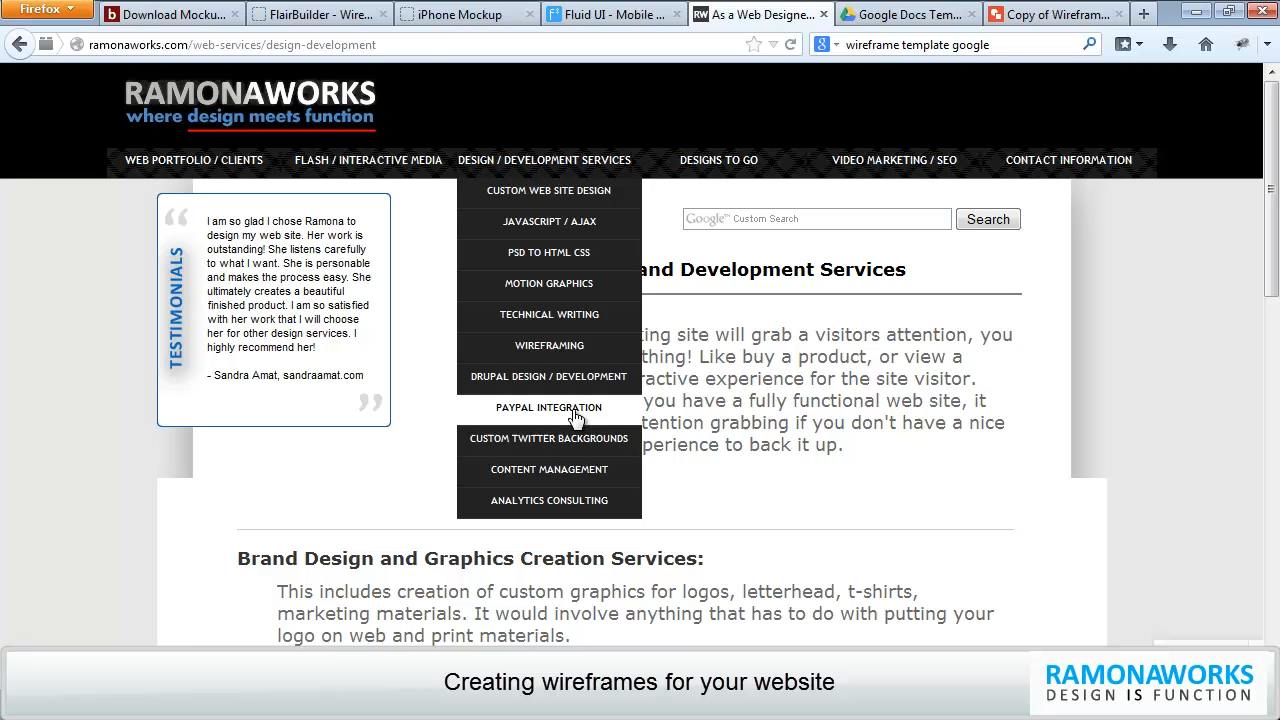 Firefox
Download Mocku...
FlairBuilder - Wire...
iPhone Mockup
Fluid UI - Mobile ...
As a Web Designe...
Google Docs Tem...
Copy of Wirefram...
ramonaworks.com/web-services/design-development
wireframe template google
RAMONAWORKS
where design meets function
WEB PORTFOLIO / CLIENTS
FLASH / INTERACTIVE MEDIA
DESIGN / DEVELOPMENT SERVICES
DESIGNS TO GO
VIDEO MARKETING / SEO
CONTACT INFORMATION
TESTIMONIALS
I am so glad I chose Ramona to
design my web site. Her work is
outstanding! She listens carefully
to what I want. She is personable
and makes the process easy. She
ultimately creates a beautiful
finished product. I am so satisfied
with her work that I will choose
her for other design services. I
highly recommend her!
- Sandra Amat, sandraamat.com
CUSTOM WEB SITE DESIGN
JAVASCRIPT / AJAX
PSD TO HTML CSS
MOTION GRAPHICS
TECHNICAL WRITING
WIREFRAMING
DRUPAL DESIGN / DEVELOPMENT
PAYPAL INTEGRATION
CUSTOM TWITTER BACKGROUNDS
CONTENT MANAGEMENT
ANALYTICS CONSULTING
Google™ Custom Search
Search
and Development Services
king site will grab a visitors attention, you
thing! Like buy a product, or view a
ractive experience for the site visitor.
you have a fully functional web site, it
tention grabbing if you don't have a nice
xperience to back it up.
Brand Design and Graphics Creation Services:
This includes creation of custom graphics for logos, letterhead, t-shirts,
marketing materials. It would involve anything that has to do with putting your
logo on web and print materials.
Creating wireframes for your website
RAMONAWORKS
DESIGN IS FUNCTION